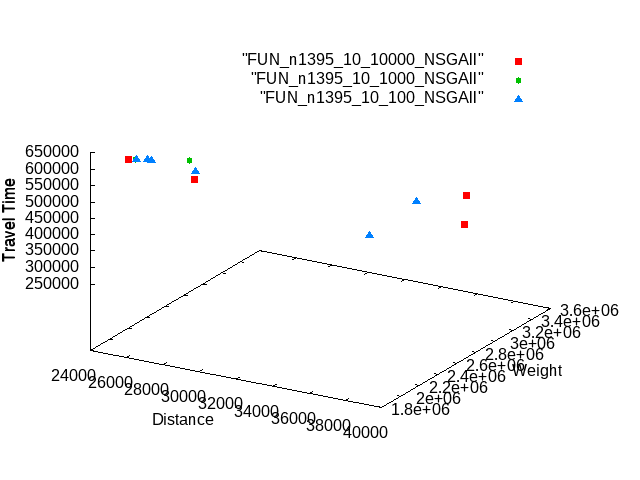 "FUN_n1395_10_10000_NSGAII"
"FUN_n1395_10_1000_NSGAII"
"FUN_n1395_10_100_NSGAII"
650000
600000
550000
500000
450000
400000
350000
300000
250000
Travel Time
24000
26000
28000
30000
32000
34000
36000
38000
40000
Distance
3.6e+06
3.4e+06
3.2e+06
3e+06
2.8e+06
2.6e+06
2.4e+06
2.2e+06
2e+06
1.8e+06
Weight